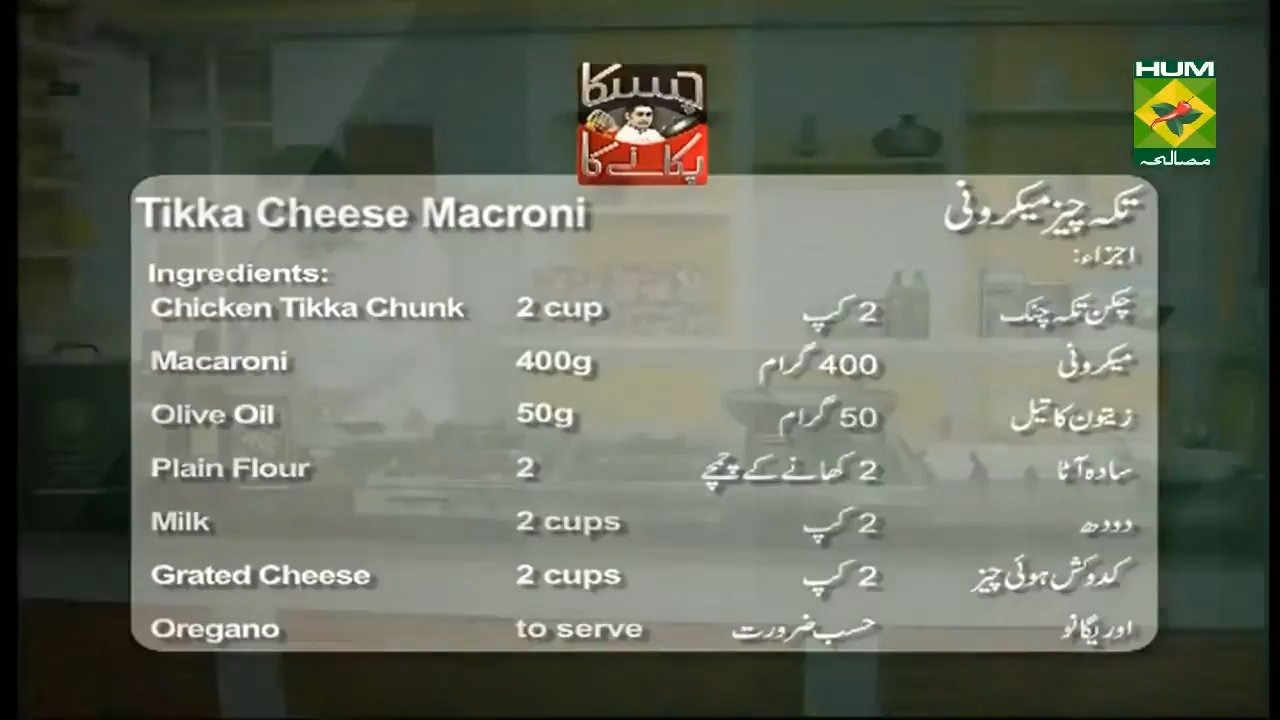 چسکا
پکانے کا
HUM
مصالحہ
Tikka Cheese Macroni تکہ چیز میکرونی
Ingredients: اجزاء:
Chicken Tikka Chunk 2 cup 2 کپ چکن تکہ چنک
Macaroni 400g 400 گرام میکرونی
Olive Oil 50g 50 گرام زیتون کا تیل
Plain Flour 2 2 کھانے کے چمچے سادہ آٹا
Milk 2 cups 2 کپ دودھ
Grated Cheese 2 cups 2 کپ کدوکش ہوئی چیز
Oregano to serve حسب ضرورت اوریگانو